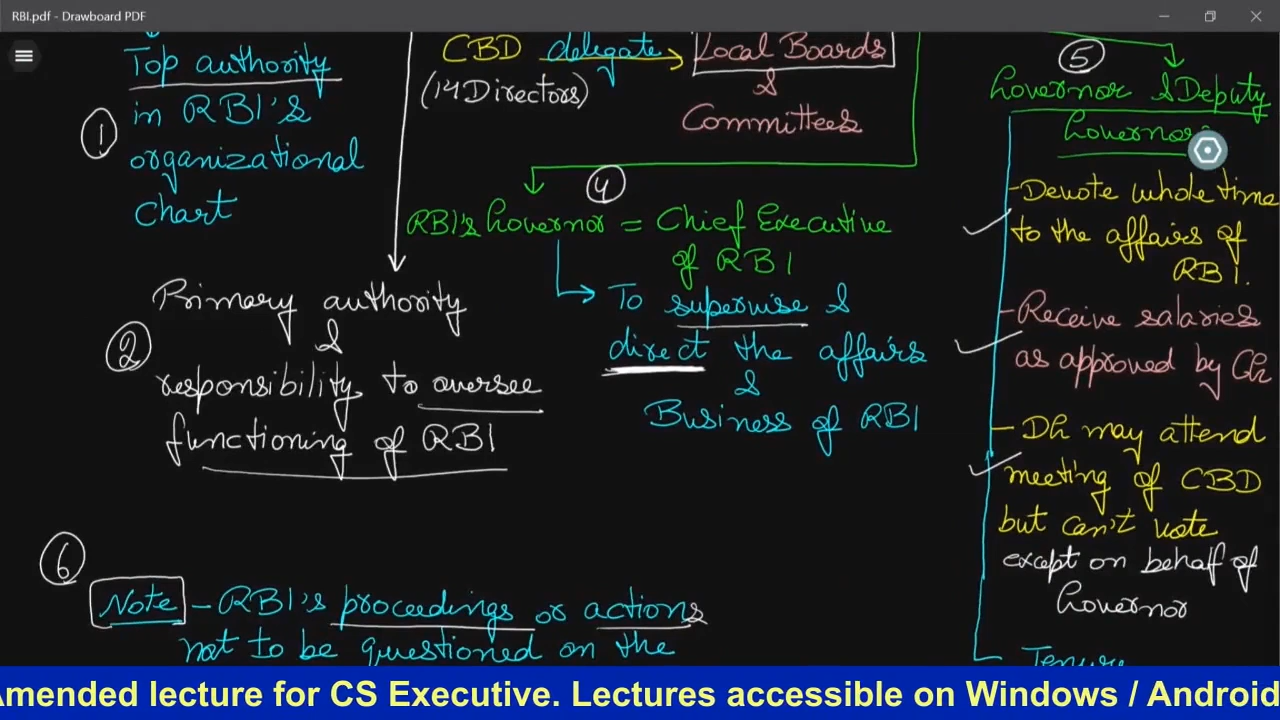 RBI.pdf - Drawboard PDF
Top authority
in RBI's
organizational
Chart
①
CBD delegate Local Boards
(14 Directors)
&
Committees
④
RBI's Governor = Chief Executive
of RBI
To supervise &
direct the affairs
&
Business of RBI
Primary authority
&
② responsibility to oversee
functioning of RBI
⑤
Governor & Deputy
Governor
- Devote whole time
to the affairs of
RBI.
- Receive salaries
as approved by CG
- DG may attend
meeting of CBD
but can't vote
except on behalf of
Governor
Tenure
⑥
Note - RBI's proceedings or actions
not to be questioned on the
Amended lecture for CS Executive. Lectures accessible on Windows / Android